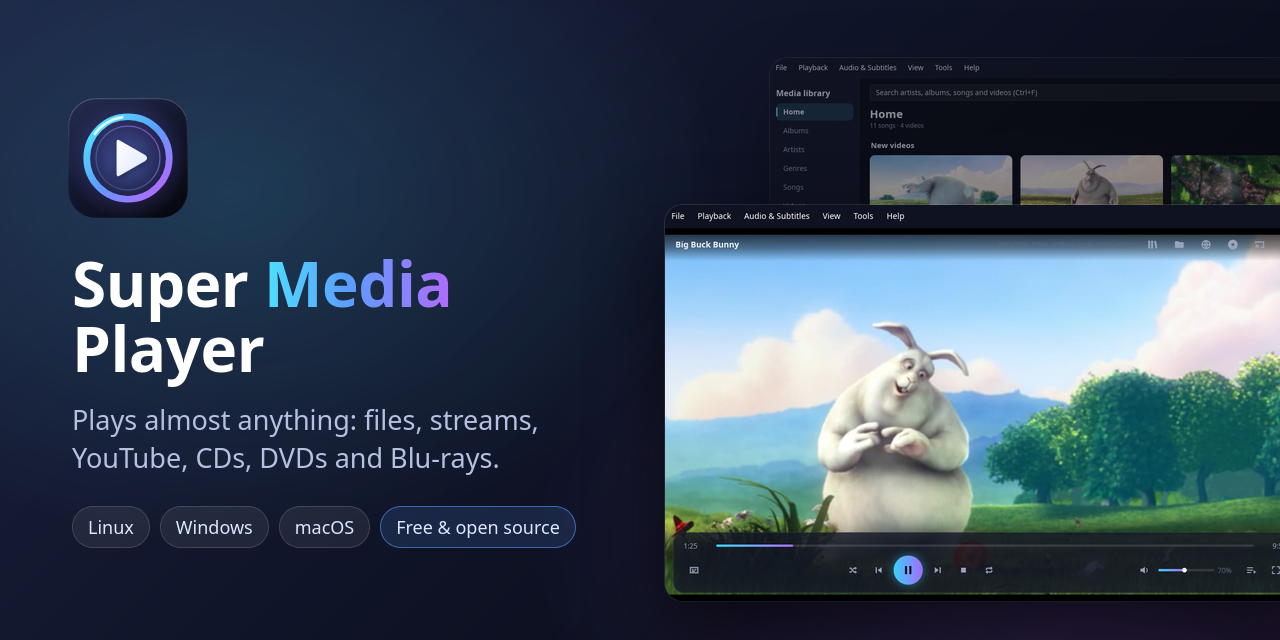 Super Media
Player
Plays almost anything: files, streams,
YouTube, CDs, DVDs and Blu-rays.
Linux
Windows
macOS
Free & open source
File Playback Audio & Subtitles View Tools Help
Media library
Home
Albums
Artists
Genres
Songs
Search artists, albums, songs and videos (Ctrl+F)
Home
11 songs · 4 videos
New videos
File Playback Audio & Subtitles View Tools Help
Big Buck Bunny
1:25
70%